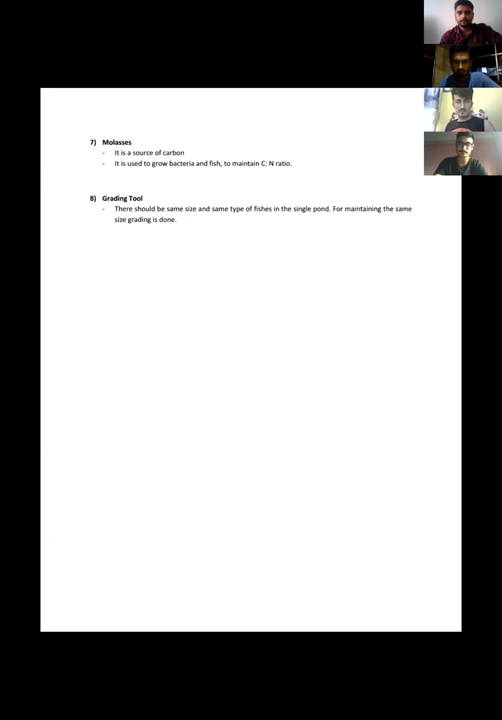 7) Molasses
- It is a source of carbon
- It is used to grow bacteria and fish, to maintain C: N ratio.
8) Grading Tool
- There should be same size and same type of fishes in the single pond. For maintaining the same
size grading is done.